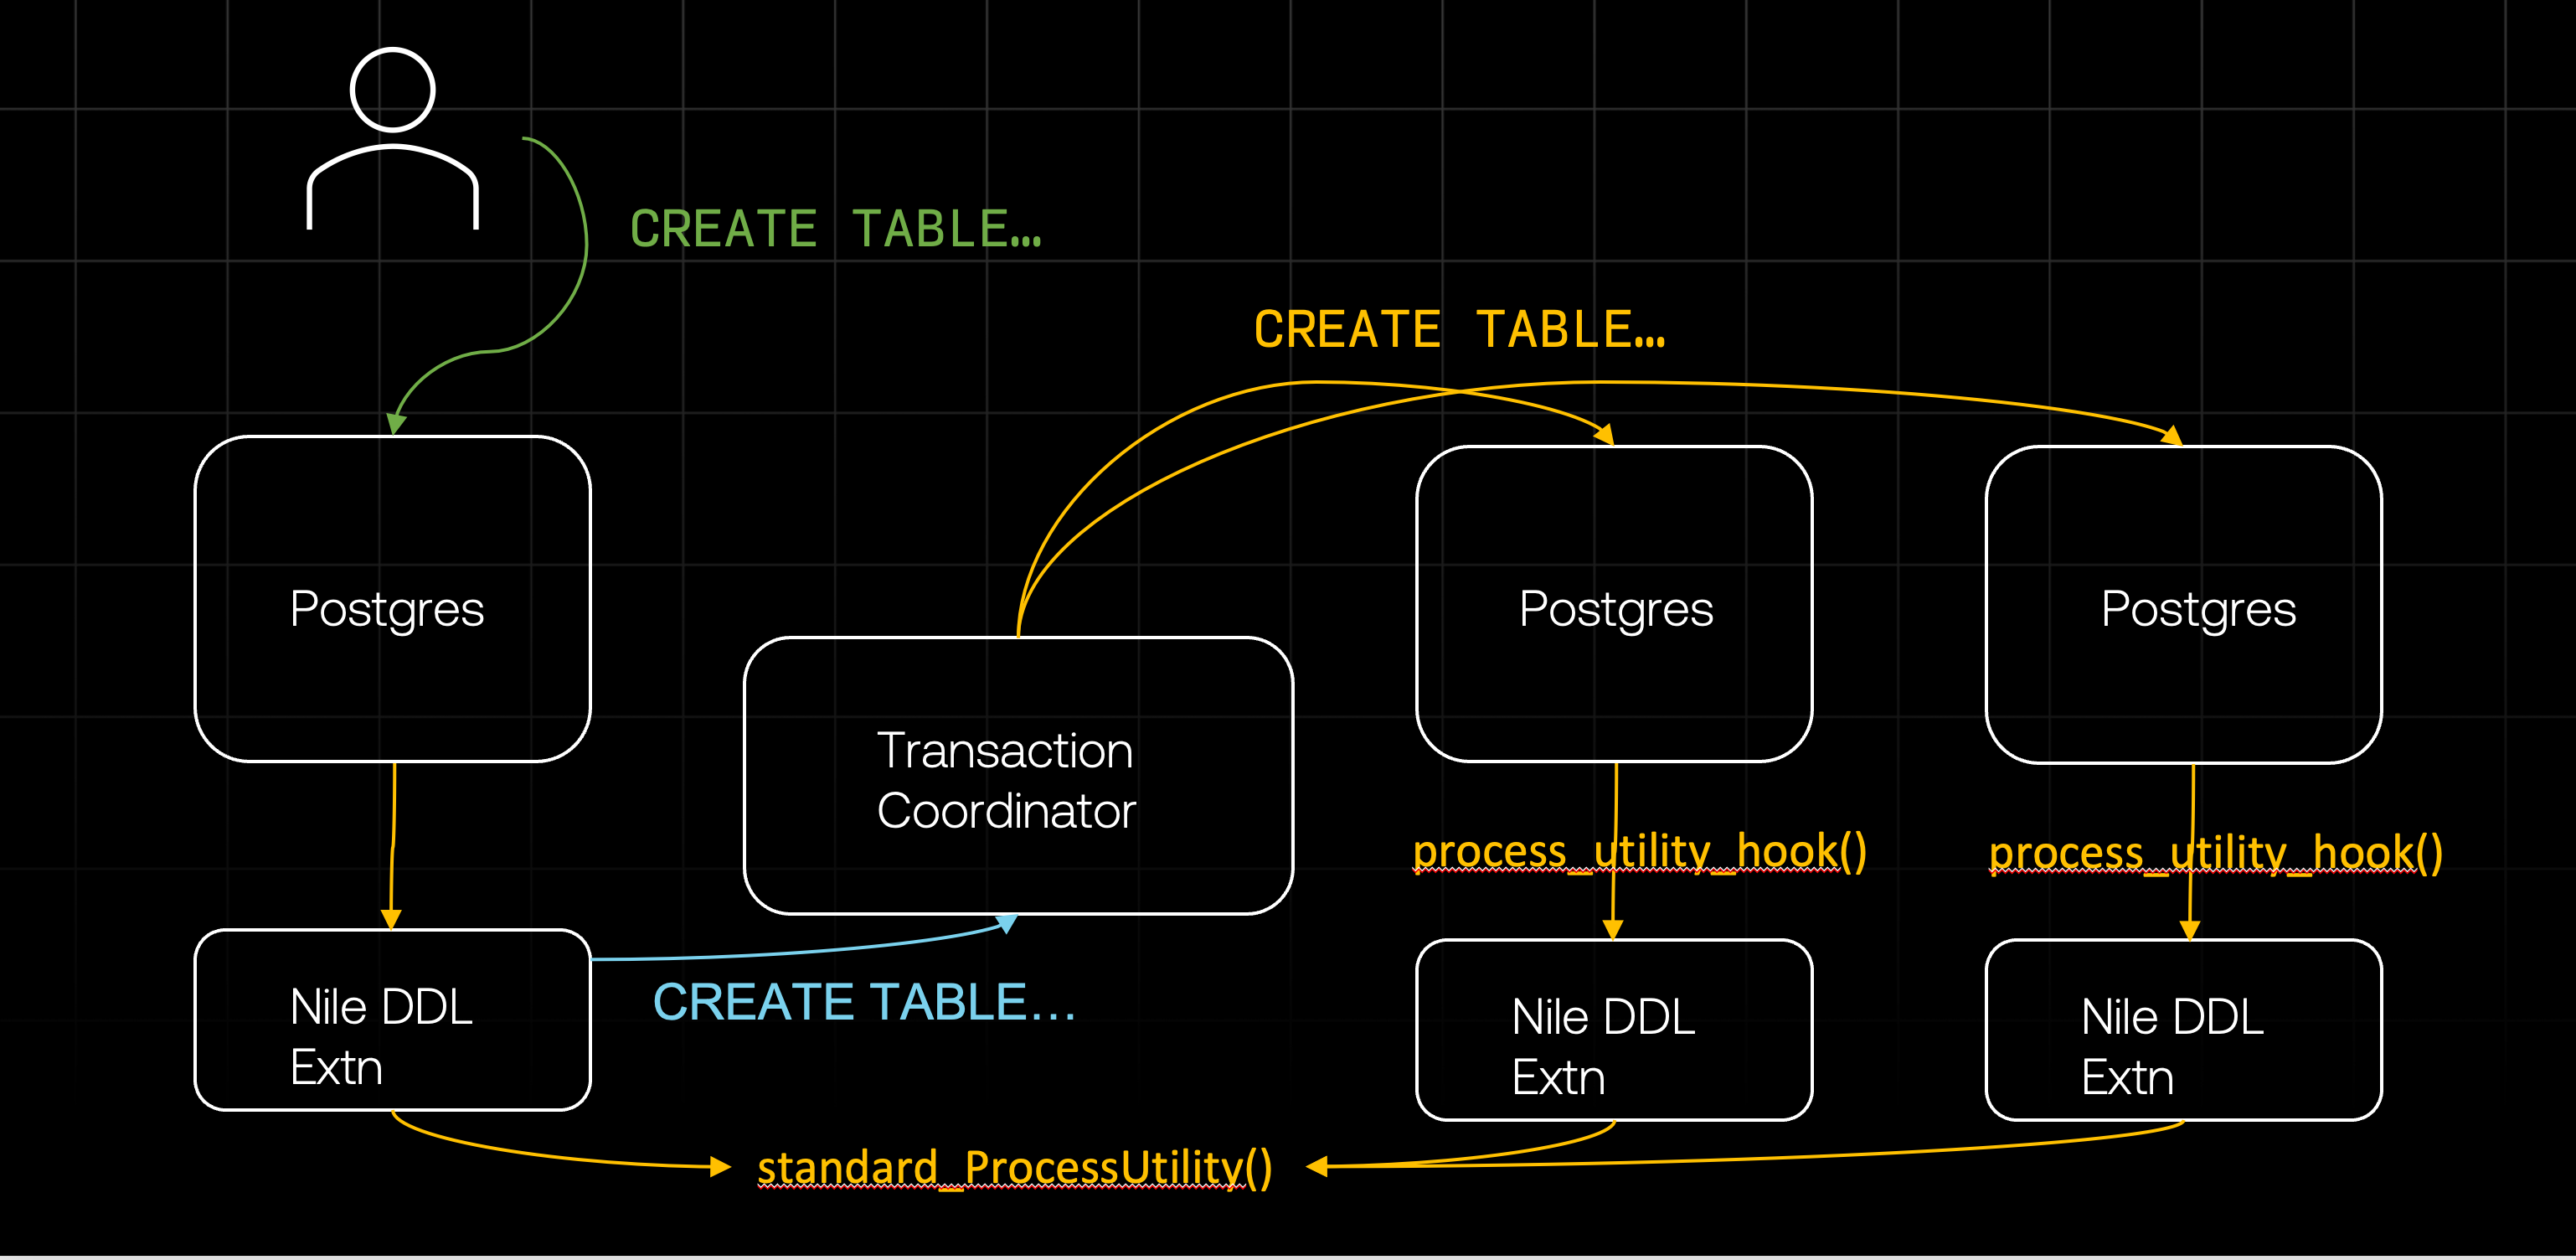 CREATE TABLE…
CREATE TABLE…
Postgres
Postgres
Postgres
Transaction
Coordinator
process_utility_hook()
process_utility_hook()
Nile DDL
Extn
CREATE TABLE…
Nile DDL
Extn
Nile DDL
Extn
standard_ProcessUtility()